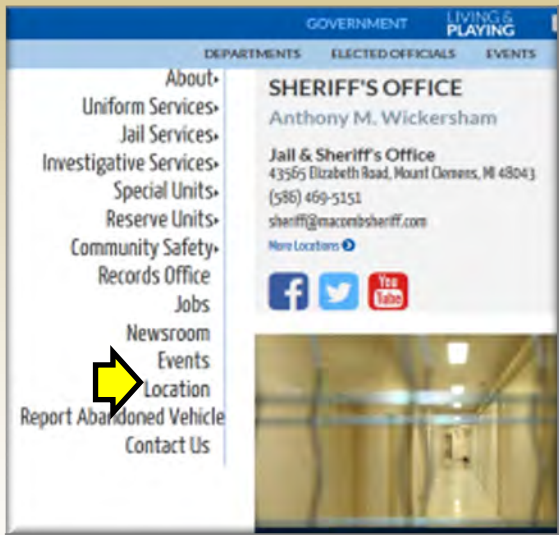 GOVERNMENT
LIVING &
PLAYING
DEPARTMENTS ELECTED OFFICIALS EVENTS
About
Uniform Services
Jail Services
Investigative Services
Special Units
Reserve Units
Community Safety
Records Office
Jobs
Newsroom
Events
Location
Report Abandoned Vehicle
Contact Us
SHERIFF'S OFFICE
Anthony M. Wickersham
Jail & Sheriff's Office
43565 Elizabeth Road, Mount Clemens, MI 48043
(586) 469-5151
sheriff@macombsheriff.com
More Locations
You
Tube